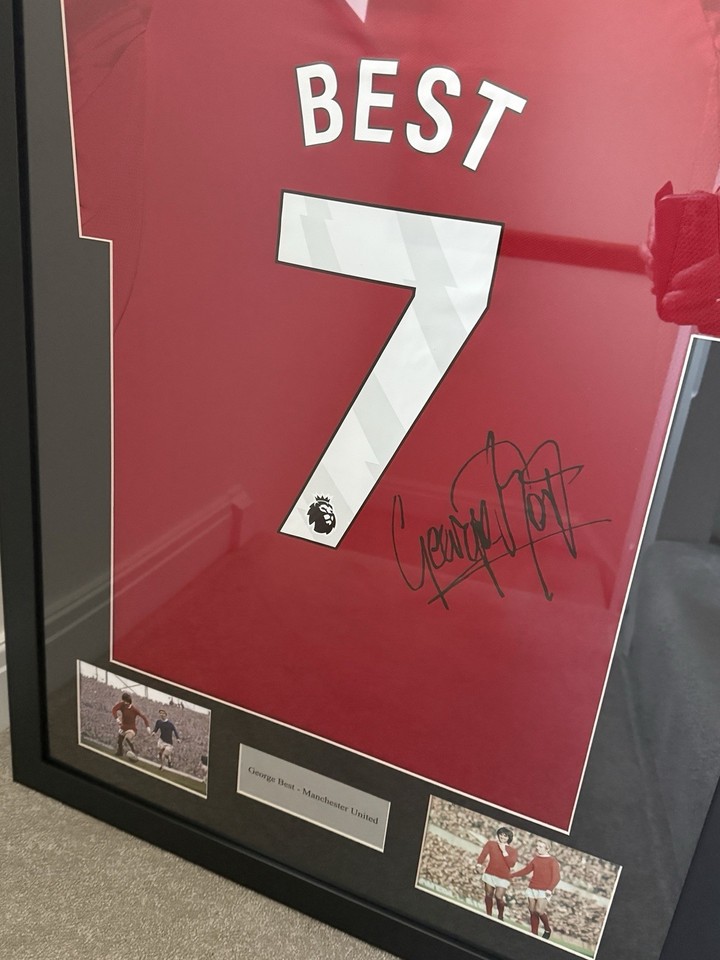 BEST
7
George Best
George Best - Manchester United